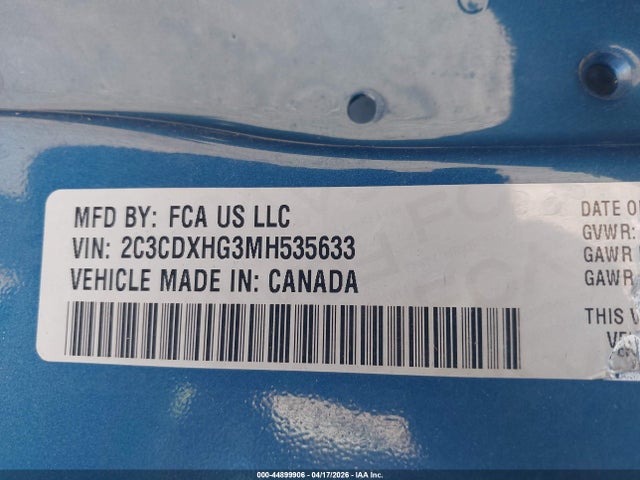 MFD BY: FCA US LLC
VIN: 2C3CDXHG3MH535633
VEHICLE MADE IN: CANADA
DATE O
GVWR:
GAWR
GAWR
THIS V
000-44899906 - 04/17/2026 - IAA Inc.